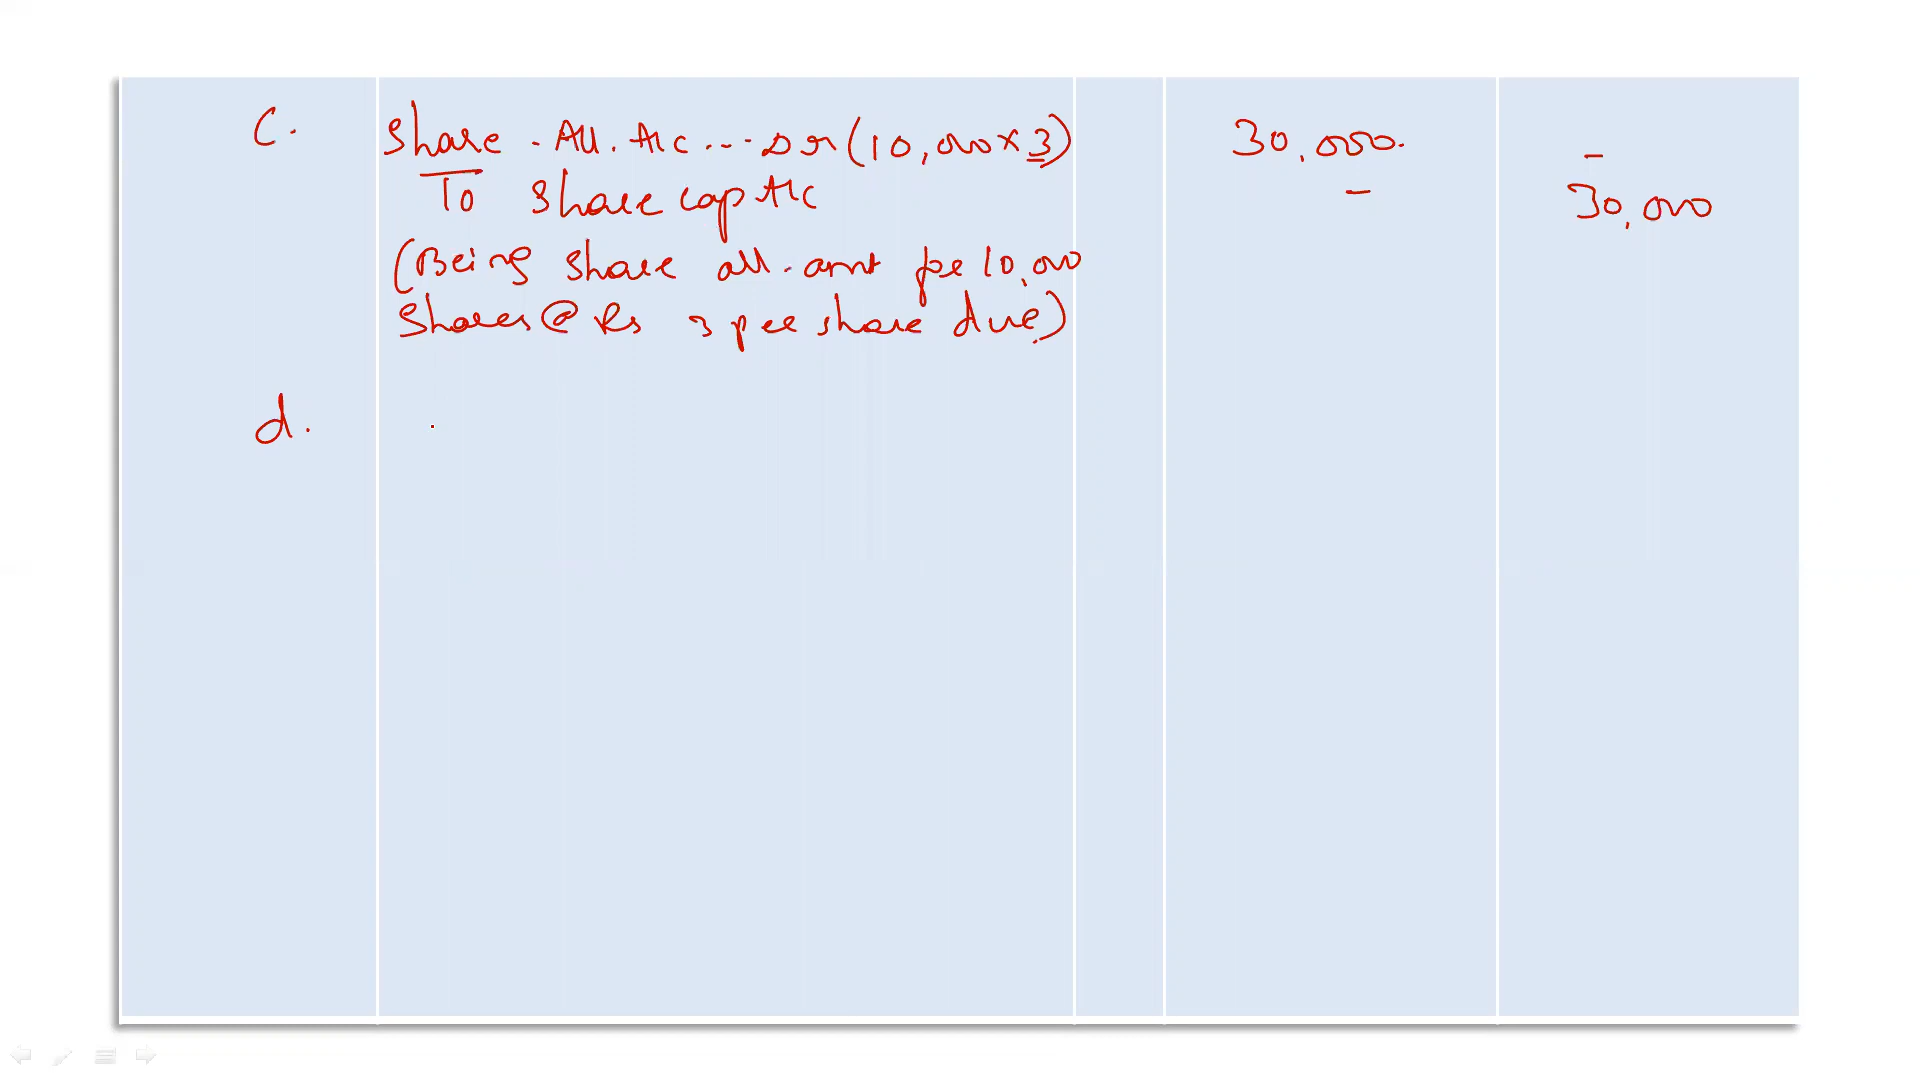 C. Share. All. A/c ... Dr (10,000 x 3) 30,000. -
To Share cap A/c - 30,000
(Being share all. amt for 10,000
Shares @ Rs 3 per share due)
d.